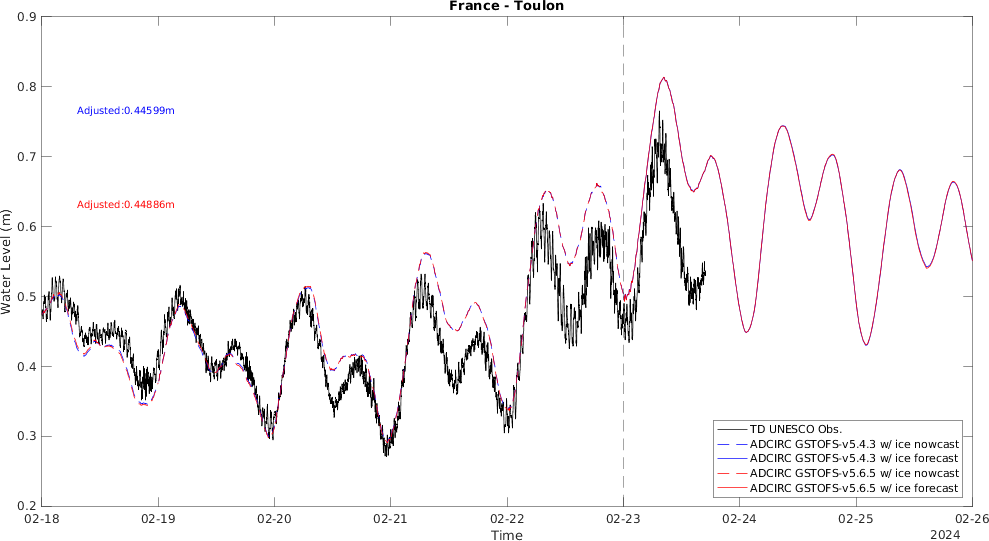 France - Toulon
0.9
0.8
0.7
0.6
0.5
0.4
0.3
0.2
Water Level (m)
Adjusted:0.44599m
Adjusted:0.44886m
TD UNESCO Obs.
ADCIRC GSTOFS-v5.4.3 w/ ice nowcast
ADCIRC GSTOFS-v5.4.3 w/ ice forecast
ADCIRC GSTOFS-v5.6.5 w/ ice nowcast
ADCIRC GSTOFS-v5.6.5 w/ ice forecast
02-18 02-19 02-20 02-21 02-22 02-23 02-24 02-25 02-26
Time
2024